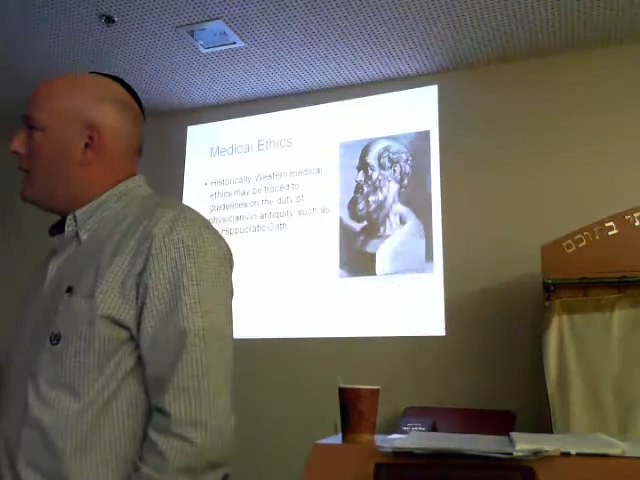 Medical Ethics
• Historically, Western medical
ethics may be traced to
guidelines on the duty of
physicians in antiquity, such as
Hippocratic Oath
בתוכם